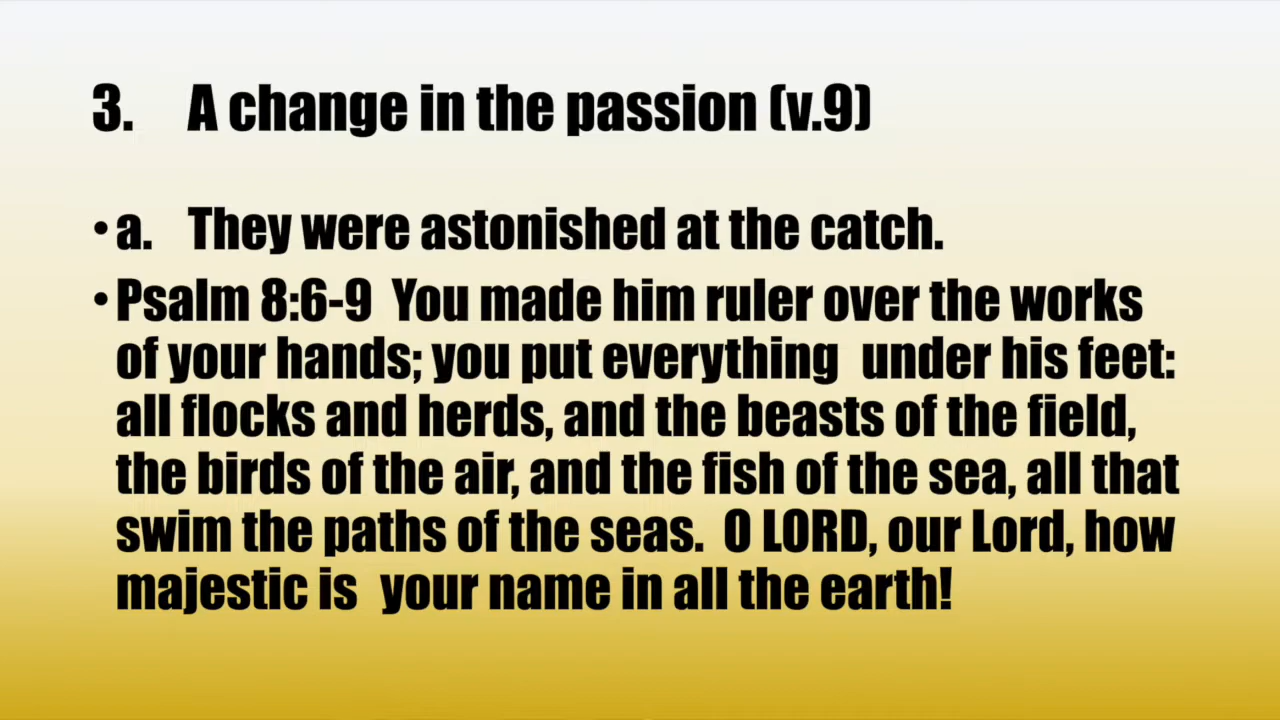 3. A change in the passion (v.9)
• a. They were astonished at the catch.
• Psalm 8:6-9 You made him ruler over the works
of your hands; you put everything under his feet:
all flocks and herds, and the beasts of the field,
the birds of the air, and the fish of the sea, all that
swim the paths of the seas. O LORD, our Lord, how
majestic is your name in all the earth!